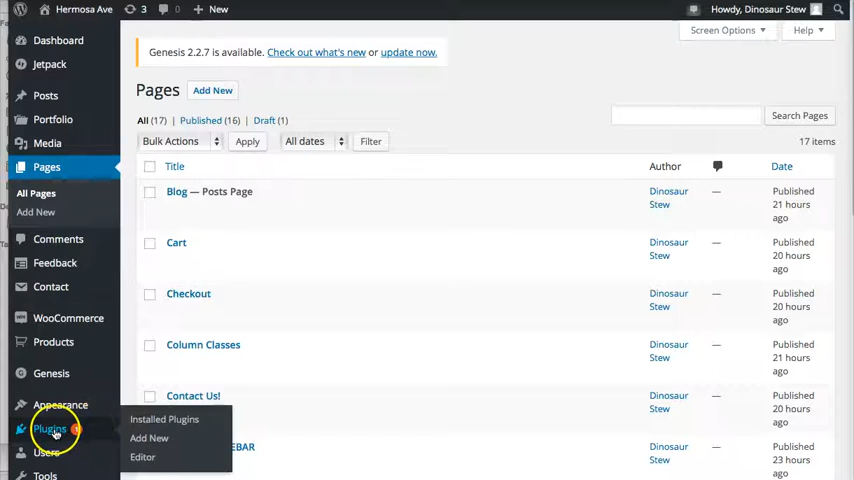 Hermosa Ave 3 0 + New Howdy, Dinosaur Stew
Screen Options Help
Genesis 2.2.7 is available. Check out what's new or update now.
Pages Add New
All (17) | Published (16) | Draft (1)
Search Pages
Bulk Actions Apply All dates Filter 17 items
Title Author Date
Blog — Posts Page Dinosaur Stew — Published 21 hours ago
Cart Dinosaur Stew — Published 20 hours ago
Checkout Dinosaur Stew — Published 20 hours ago
Column Classes Dinosaur Stew — Published 21 hours ago
Contact Us! Dinosaur Stew — Published 20 hours ago
EBAR Dinosaur Stew — Published 23 hours ago
Dashboard
Jetpack
Posts
Portfolio
Media
Pages
All Pages
Add New
Comments
Feedback
Contact
WooCommerce
Products
Genesis
Appearance
Plugins 1
Installed Plugins
Add New
Editor
Users
Tools